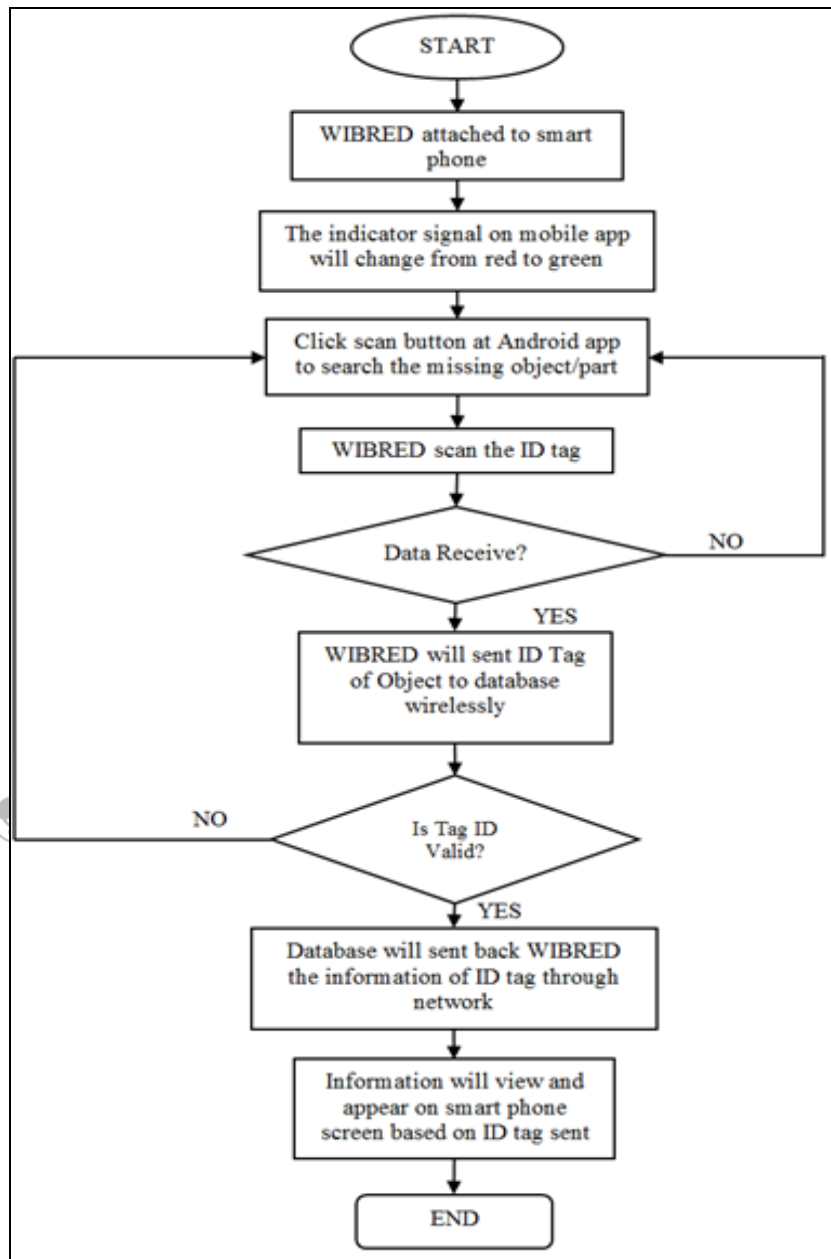 START
WIBRED attached to smart
phone
The indicator signal on mobile app
will change from red to green
Click scan button at Android app
to search the missing object/part
WIBRED scan the ID tag
Data Receive?
NO
YES
WIBRED will sent ID Tag
of Object to database
wirelessly
NO
Is Tag ID
Valid?
YES
Database will sent back WIBRED
the information of ID tag through
network
Information will view and
appear on smart phone
screen based on ID tag sent
END